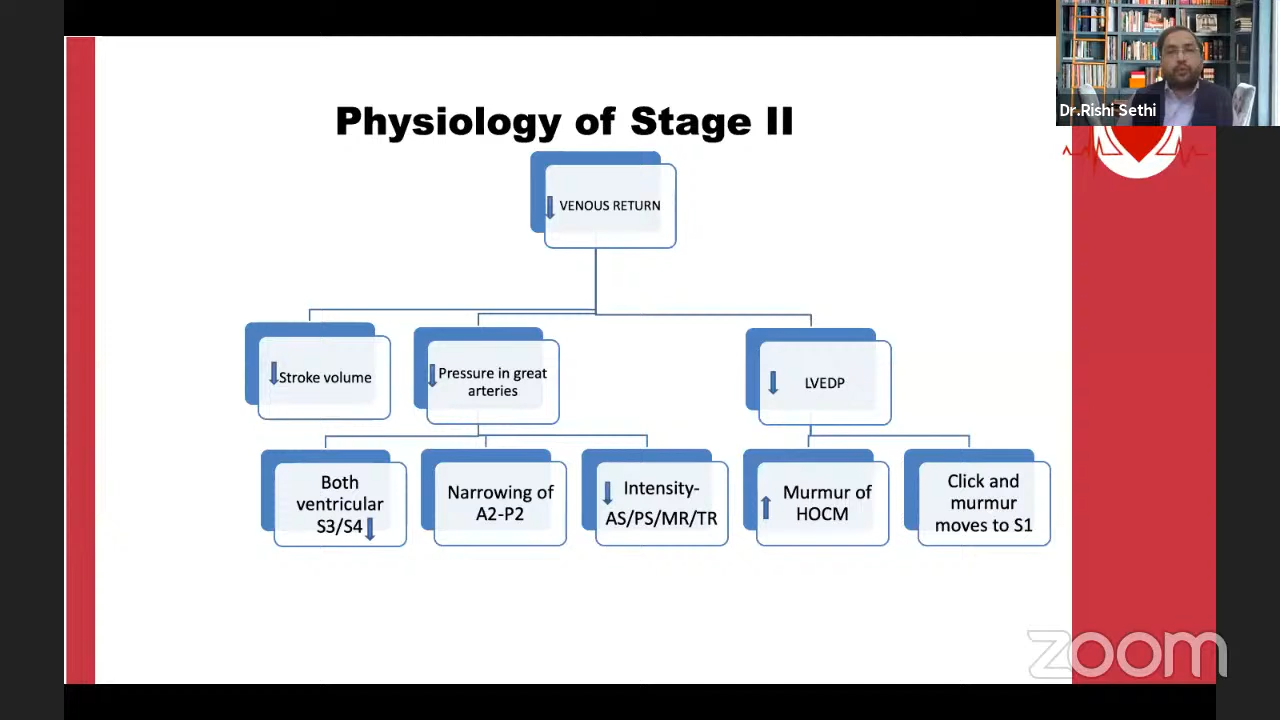 Dr.Rishi Sethi
Physiology of Stage II
VENOUS RETURN
Stroke volume
Pressure in great
arteries
LVEDP
Both
ventricular
S3/S4
Narrowing of
A2-P2
Intensity-
AS/PS/MR/TR
Murmur of
HOCM
Click and
murmur
moves to S1
zoom